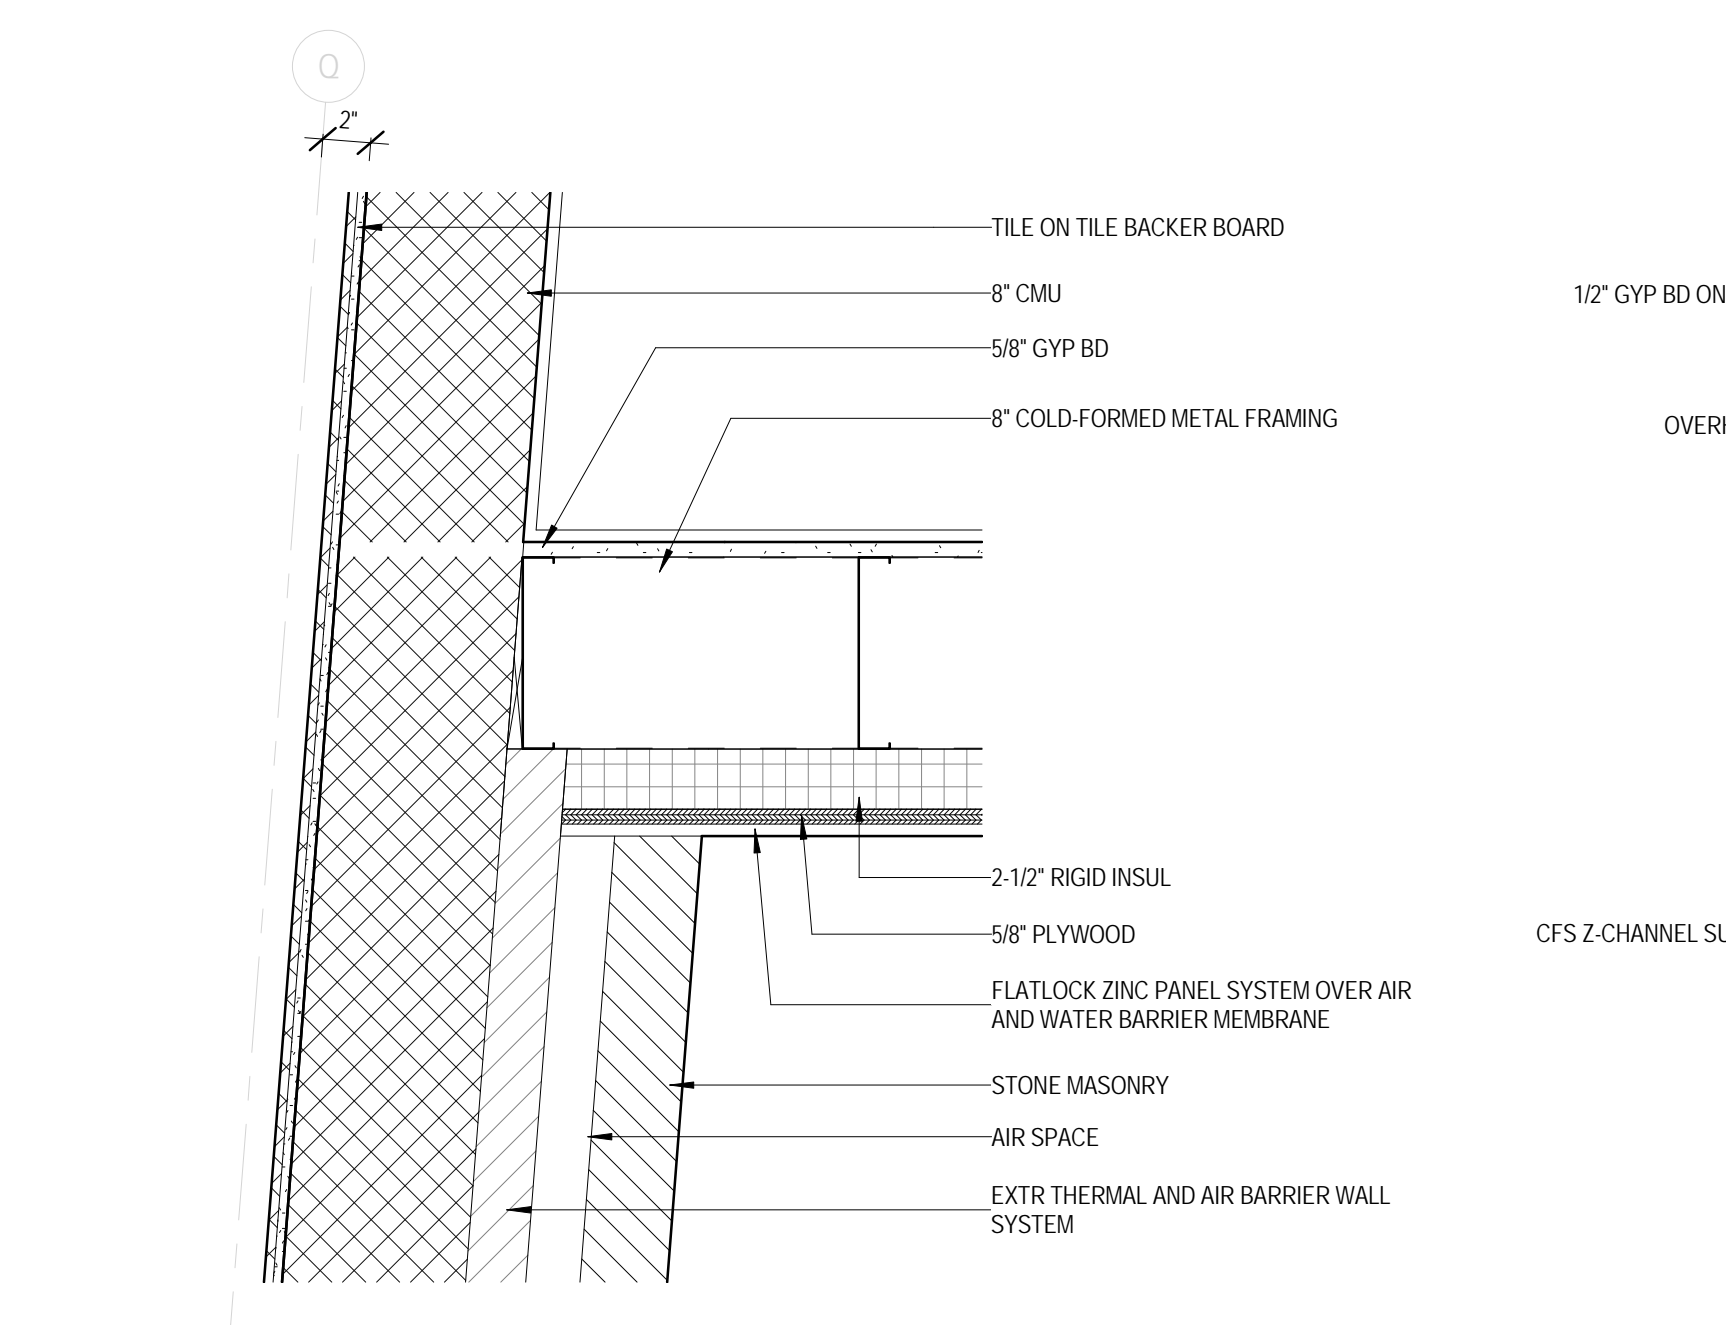 Q
2"
TILE ON TILE BACKER BOARD
8" CMU
1/2" GYP BD ON
5/8" GYP BD
8" COLD-FORMED METAL FRAMING
2-1/2" RIGID INSUL
5/8" PLYWOOD
CFS Z-CHANNEL
FLATLOCK ZINC PANEL SYSTEM OVER AIR
AND WATER BARRIER MEMBRANE
STONE MASONRY
AIR SPACE
EXTR THERMAL AND AIR BARRIER WALL
SYSTEM